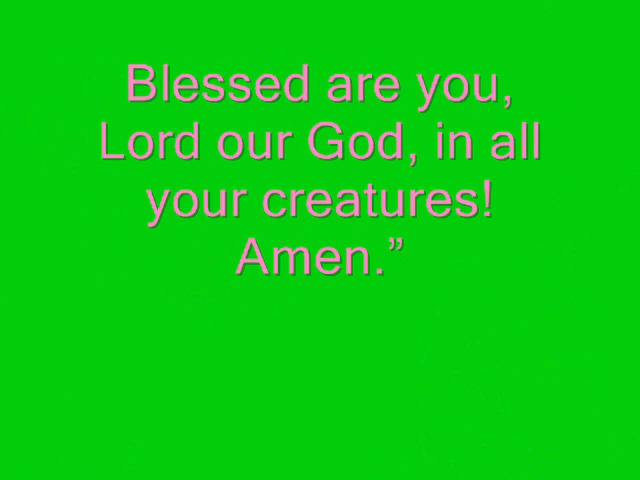 Blessed are you,
Lord our God, in all
your creatures!
Amen.”